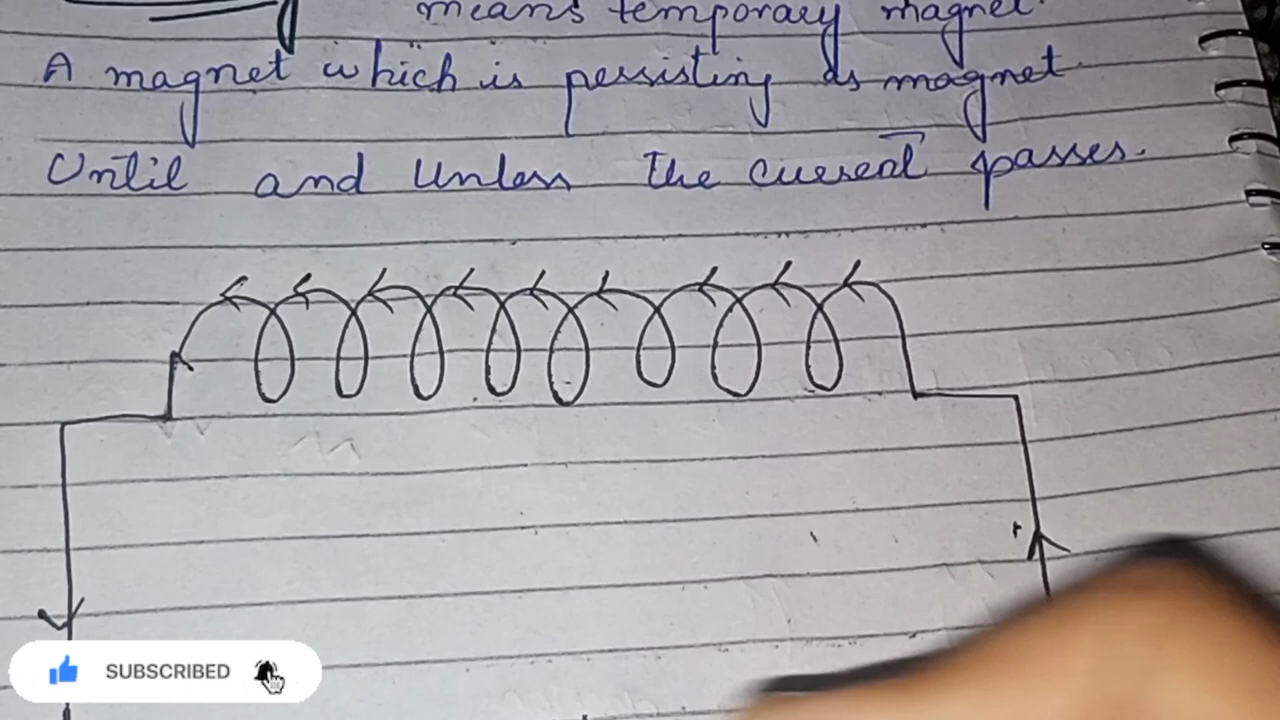 means temporary magnet.
A magnet which is persisting as magnet
Until and Unless the current passes.
SUBSCRIBED